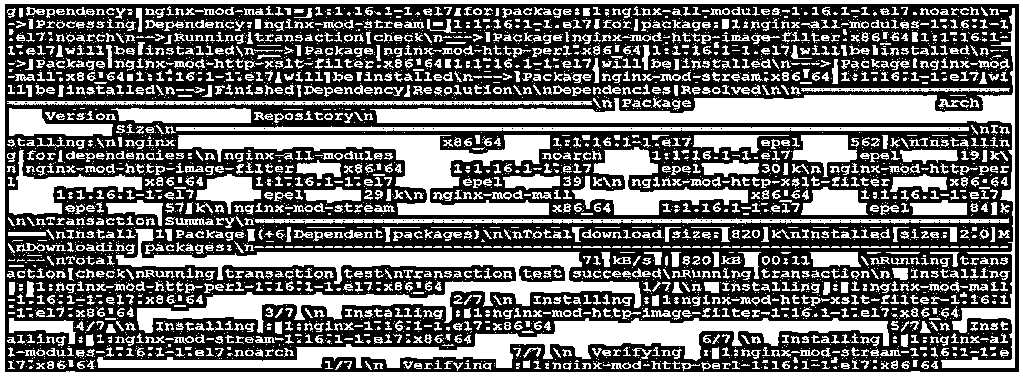 g Dependency: nginx-mod-mail = 1:1.16.1-1.el7 for package: 1:nginx-all-modules-1.16.1-1.el7.noarch\n-
-> Processing Dependency: nginx-mod-stream = 1:1.16.1-1.el7 for package: 1:nginx-all-modules-1.16.1-1
.el7.noarch\n--> Running transaction check\n---> Package nginx-mod-http-image-filter.x86_64 1:1.16.1-
1.el7 will be installed\n---> Package nginx-mod-http-perl.x86_64 1:1.16.1-1.el7 will be installed\n--
-> Package nginx-mod-http-xslt-filter.x86_64 1:1.16.1-1.el7 will be installed\n---> Package nginx-mod
-mail.x86_64 1:1.16.1-1.el7 will be installed\n---> Package nginx-mod-stream.x86_64 1:1.16.1-1.el7 wi
ll be installed\n--> Finished Dependency Resolution\n\nDependencies Resolved\n\n
\n Package Arch
Version Repository\n
Size\n \nIn
stalling:\n nginx x86_64 1:1.16.1-1.el7 epel 562 k\nInstallin
g for dependencies:\n nginx-all-modules noarch 1:1.16.1-1.el7 epel 19 k\
n nginx-mod-http-image-filter x86_64 1:1.16.1-1.el7 epel 30 k\n nginx-mod-http-per
l x86_64 1:1.16.1-1.el7 epel 39 k\n nginx-mod-http-xslt-filter x86_64
1:1.16.1-1.el7 epel 29 k\n nginx-mod-mail x86_64 1:1.16.1-1.el7
epel 57 k\n nginx-mod-stream x86_64 1:1.16.1-1.el7 epel 84 k
\n\nTransaction Summary\n
\nInstall 1 Package (+6 Dependent packages)\n\nTotal download size: 820 k\nInstalled size: 2.0 M
\nDownloading packages:\n
\nTotal 71 kB/s | 820 kB 00:11 \nRunning trans
action check\nRunning transaction test\nTransaction test succeeded\nRunning transaction\n Installing
: 1:nginx-mod-http-perl-1.16.1-1.el7.x86_64 1/7 \n Installing : 1:nginx-mod-mail
-1.16.1-1.el7.x86_64 2/7 \n Installing : 1:nginx-mod-http-xslt-filter-1.16.1
-1.el7.x86_64 3/7 \n Installing : 1:nginx-mod-http-image-filter-1.16.1-1.el7.x86_64
4/7 \n Installing : 1:nginx-1.16.1-1.el7.x86_64 5/7 \n Inst
alling : 1:nginx-mod-stream-1.16.1-1.el7.x86_64 6/7 \n Installing : 1:nginx-al
l-modules-1.16.1-1.el7.noarch 7/7 \n Verifying : 1:nginx-mod-stream-1.16.1-1.e
l7.x86_64 1/7 \n Verifying : 1:nginx-mod-http-perl-1.16.1-1.el7.x86_64